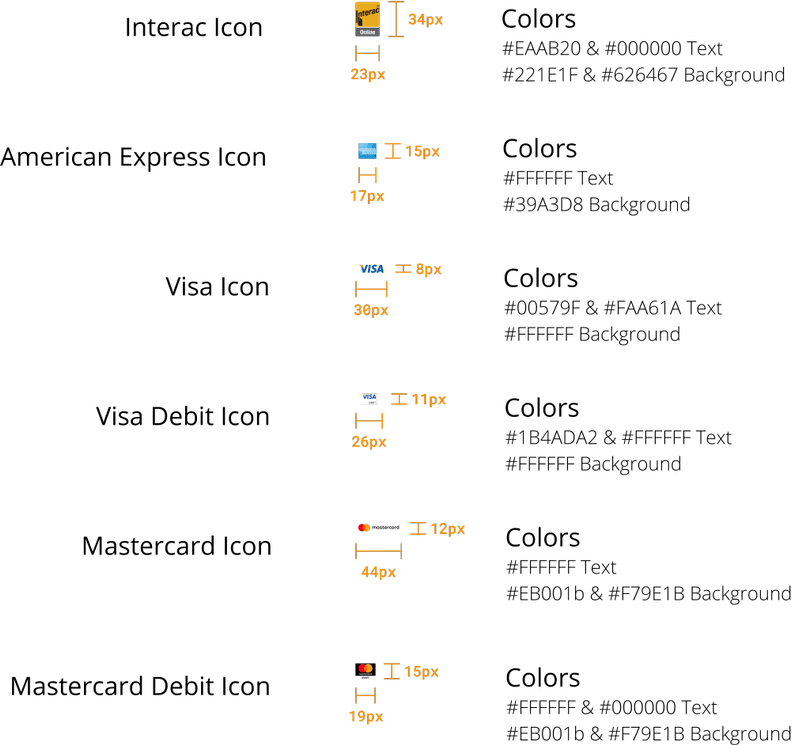 Interac Icon
Interac
Online
34px
23px
Colors
#EAAB20 & #000000 Text
#221E1F & #626467 Background
American Express Icon
15px
17px
Colors
#FFFFFF Text
#39A3D8 Background
Visa Icon
VISA
8px
30px
Colors
#00579F & #FAA61A Text
#FFFFFF Background
Visa Debit Icon
VISA
11px
26px
Colors
#1B4ADA2 & #FFFFFF Text
#FFFFFF Background
Mastercard Icon
mastercard
12px
44px
Colors
#FFFFFF Text
#EB001b & #F79E1B Background
Mastercard Debit Icon
15px
19px
Colors
#FFFFFF & #000000 Text
#EB001b & #F79E1B Background